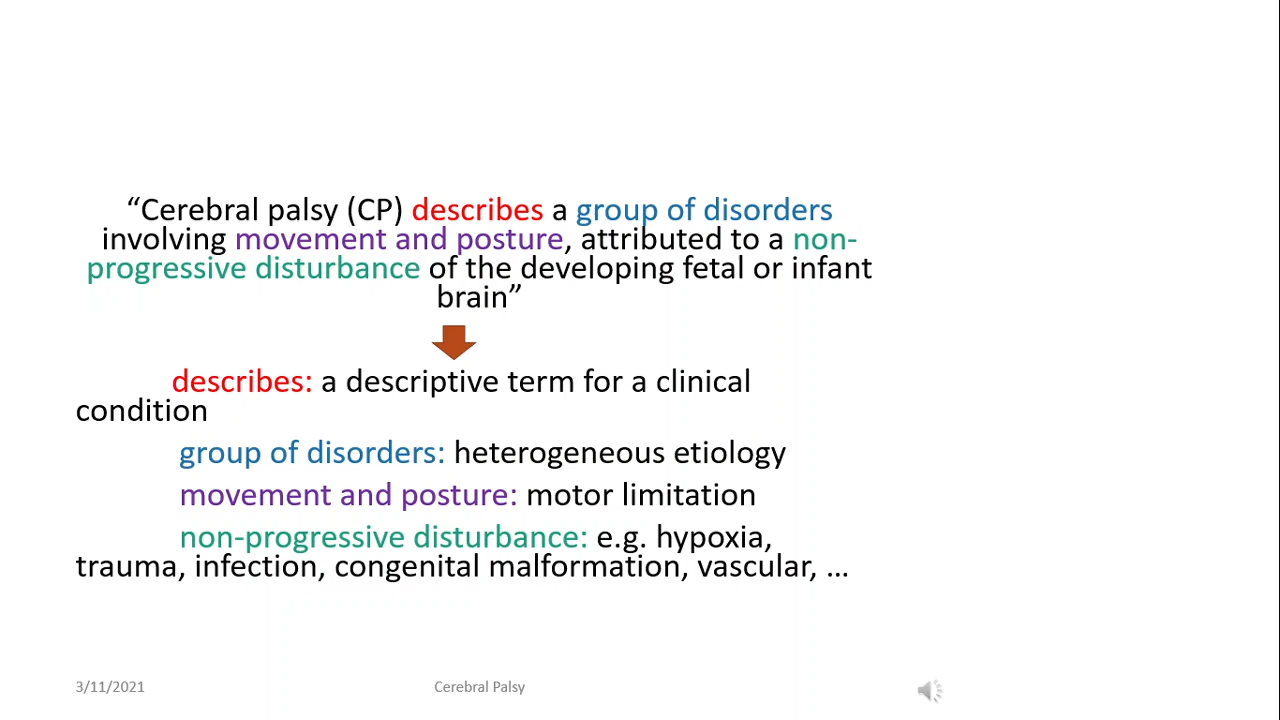 “Cerebral palsy (CP) describes a group of disorders
involving movement and posture, attributed to a non-
progressive disturbance of the developing fetal or infant
brain”
describes: a descriptive term for a clinical
condition
group of disorders: heterogeneous etiology
movement and posture: motor limitation
non-progressive disturbance: e.g. hypoxia,
trauma, infection, congenital malformation, vascular, …
3/11/2021
Cerebral Palsy